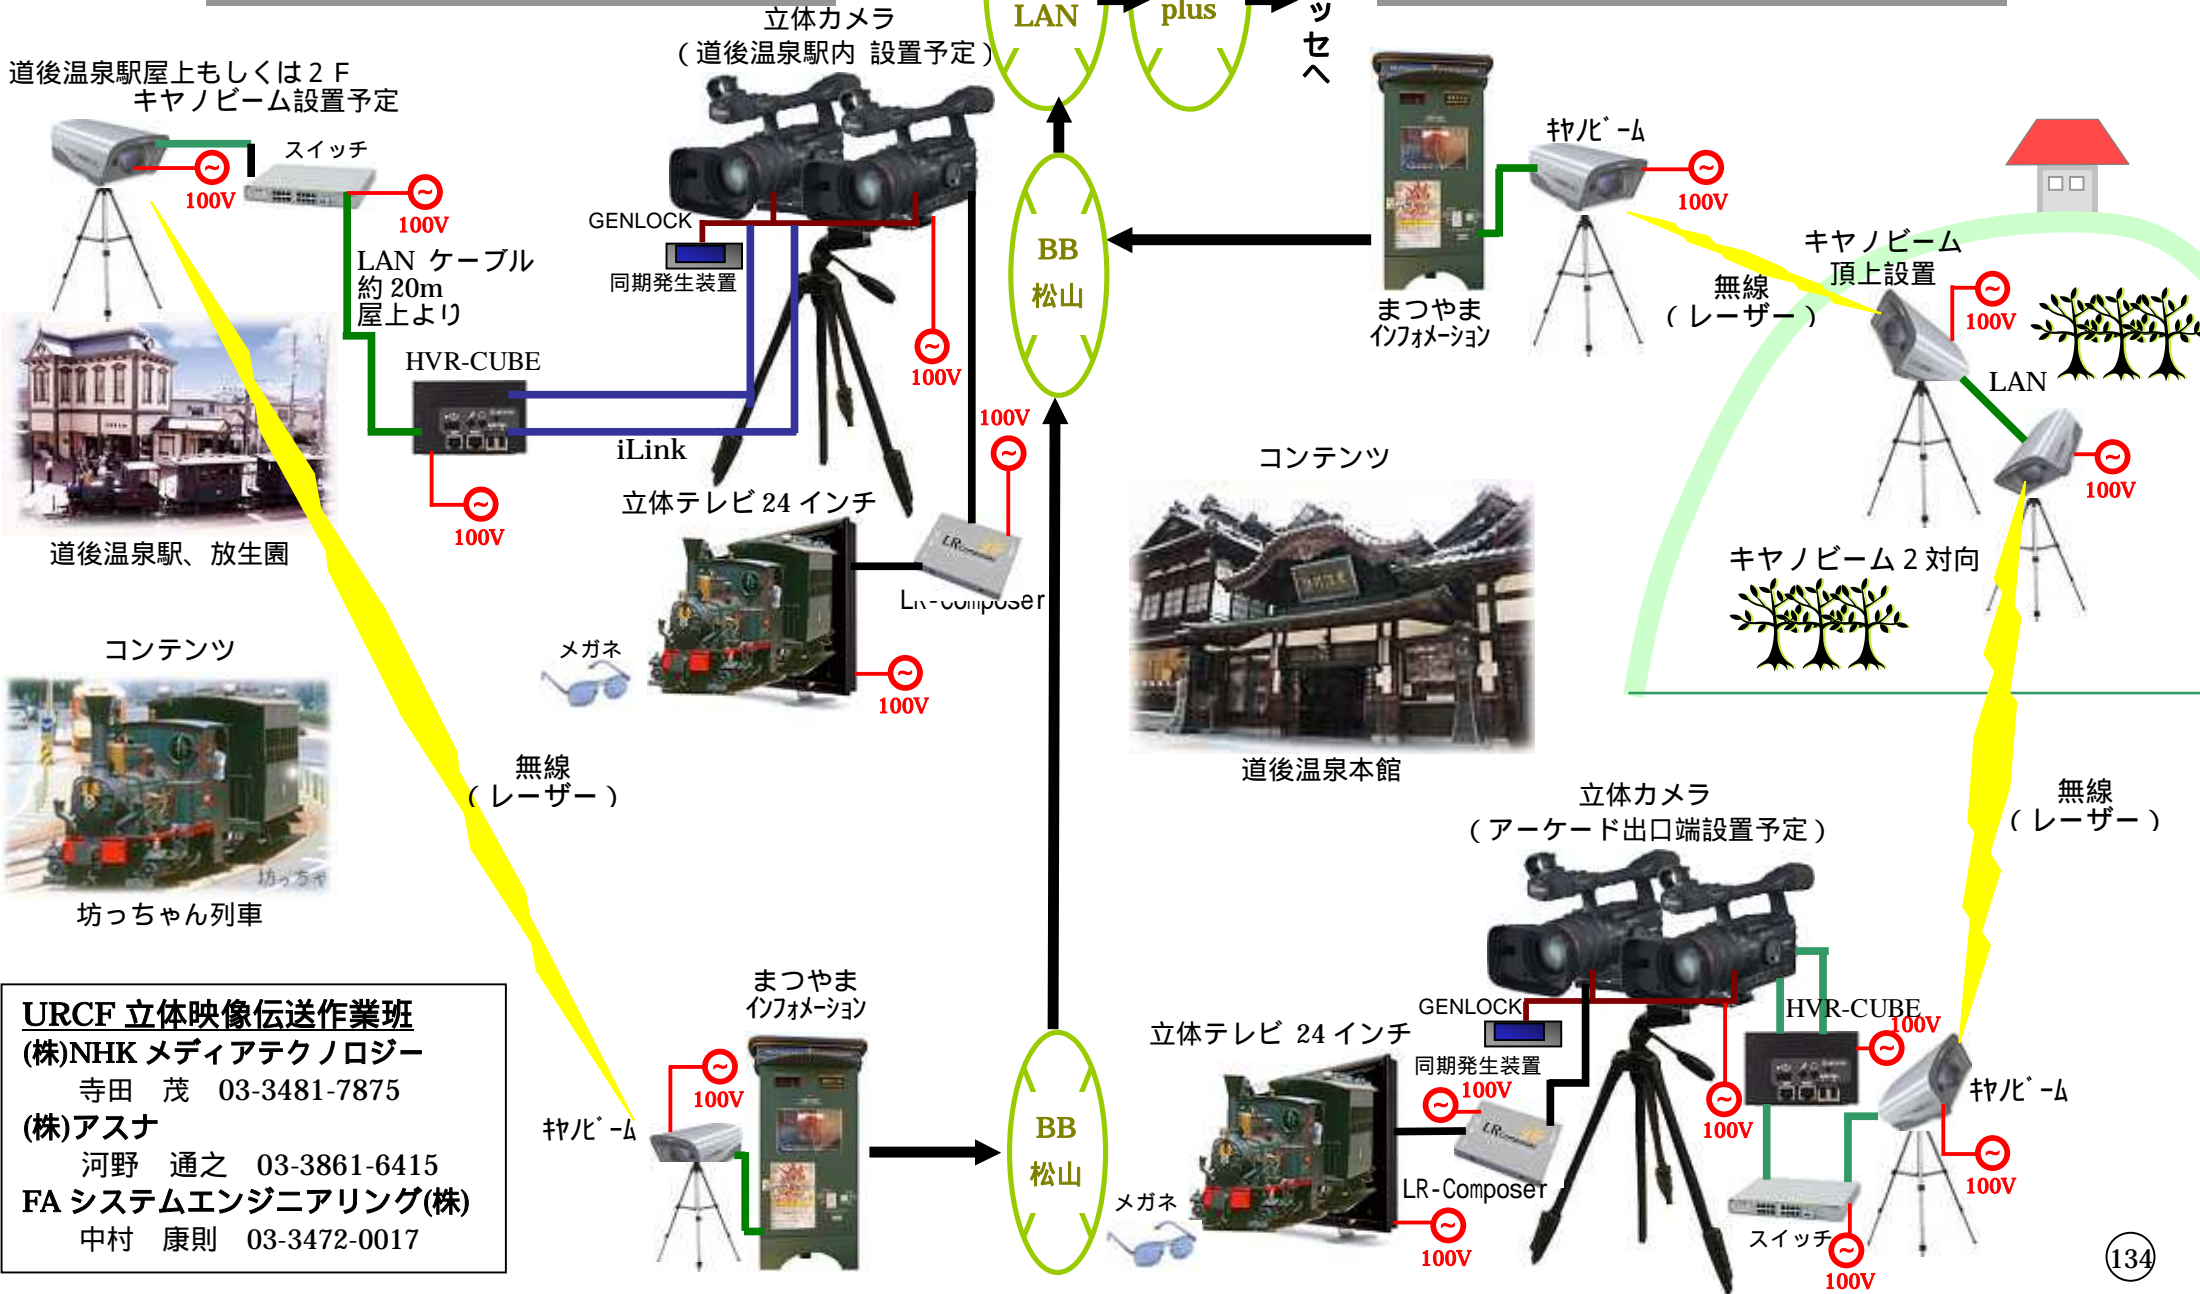 LAN
plus
ッセへ
立体カメラ
（道後温泉駅内 設置予定）
道後温泉駅屋上もしくは２Ｆ
キヤノビーム設置予定
スイッチ
100V
100V
LAN ケーブル
約 20m
屋上より
GENLOCK
同期発生装置
100V
HVR-CUBE
iLink
100V
道後温泉駅、放生園
立体テレビ 24 インチ
100V
LR-Composer
LR-Composer
メガネ
100V
コンテンツ
坊っちゃん列車
無線
（レーザー）
BB
松山
まつやま
ｲﾝﾌｫﾒｰｼｮﾝ
ｷﾔﾉﾋﾞｰﾑ
100V
無線
（レーザー）
キヤノビーム
頂上設置
100V
LAN
100V
キヤノビーム２対向
コンテンツ
道後温泉本館
無線
（レーザー）
立体カメラ
（アーケード出口端設置予定）
GENLOCK
同期発生装置
HVR-CUBE
100V
立体テレビ 24 インチ
100V
LR-Composer
LR-Composer
メガネ
100V
100V
ｷﾔﾉﾋﾞｰﾑ
100V
スイッチ
100V
まつやま
ｲﾝﾌｫﾒｰｼｮﾝ
ｷﾔﾉﾋﾞｰﾑ
100V
BB
松山
URCF 立体映像伝送作業班
(株)NHK メディアテクノロジー
寺田　茂　03-3481-7875
(株)アスナ
河野　通之　03-3861-6415
FA システムエンジニアリング(株)
中村　康則　03-3472-0017
134